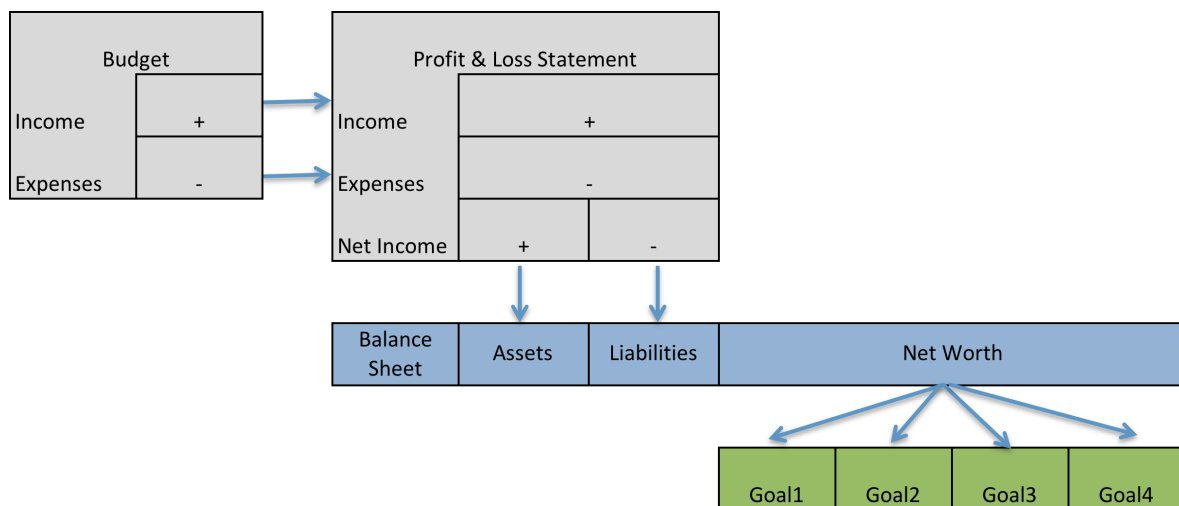 Budget
Profit & Loss Statement
Income
+
Income
+
Expenses
-
Expenses
-
Net Income
+
-
Balance
Sheet
Assets
Liabilities
Net Worth
Goal1
Goal2
Goal3
Goal4